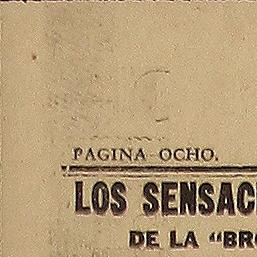 PAGINA OCHO.
LOS SENSAC
DE LA "BR